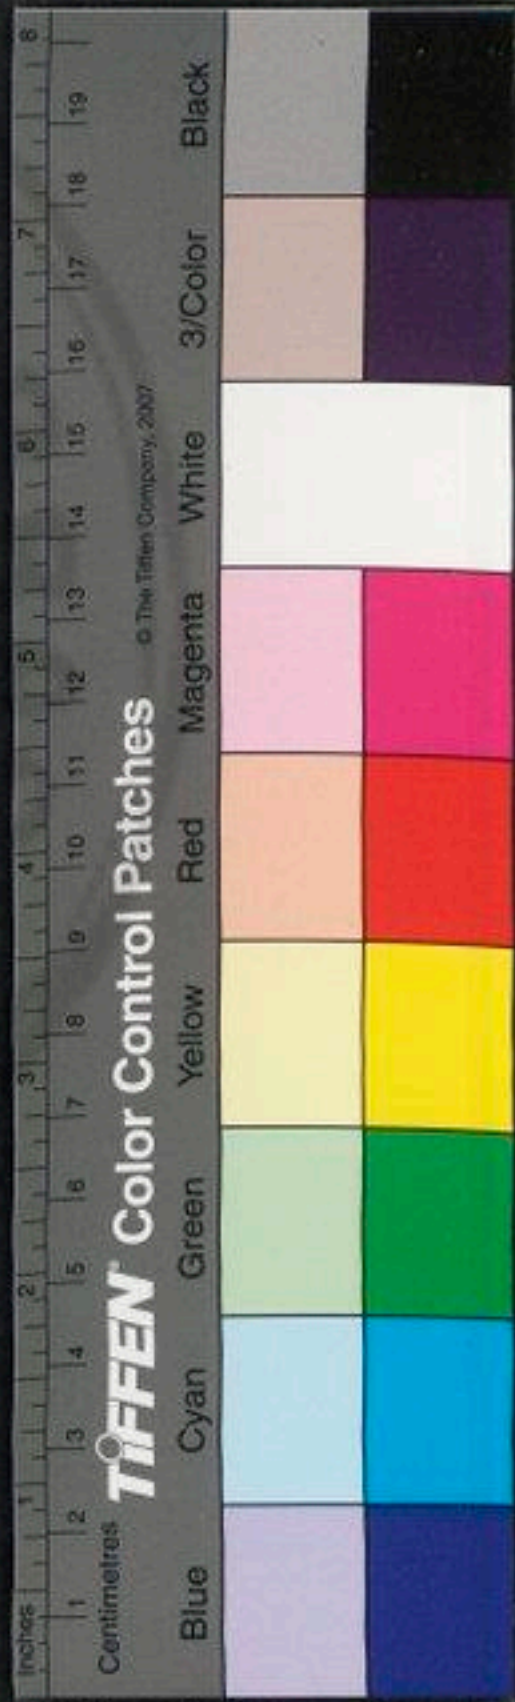 Inches 1 2 3 4 5 6 7 8
1 2 3 4 5 6 7 8 9 10 11 12 13 14 15 16 17 18 19
Centimetres
TIFFEN® Color Control Patches © The Tiffen Company, 2007
Blue Cyan Green Yellow Red Magenta White 3/Color Black